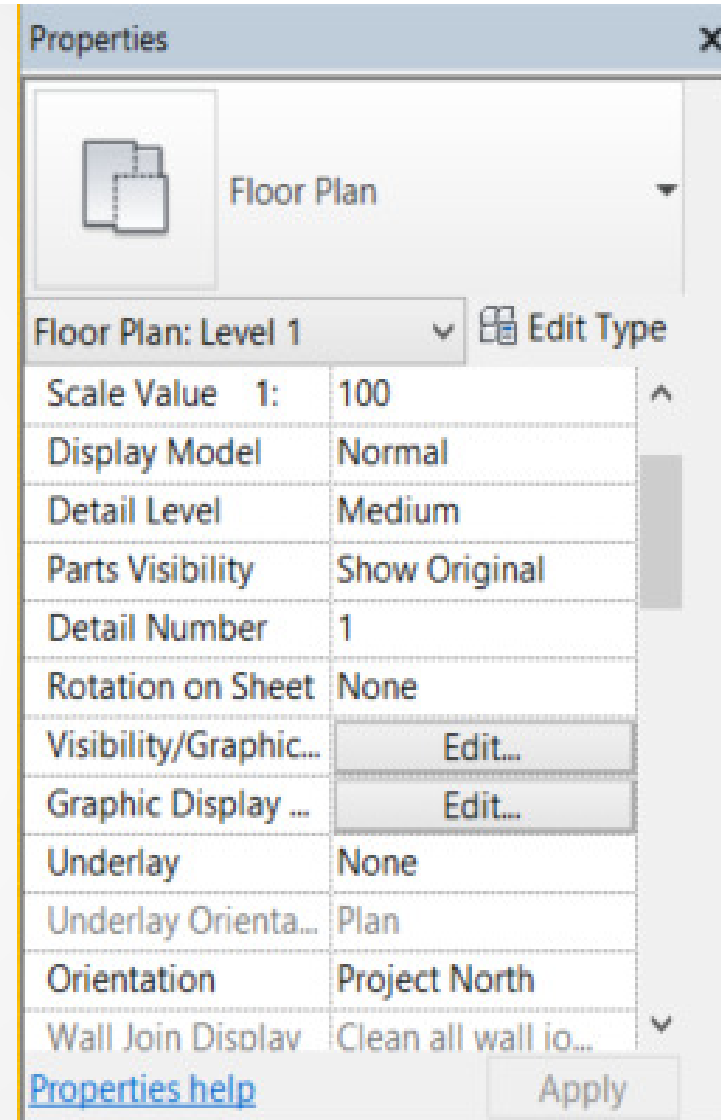 Properties
Floor Plan
Floor Plan: Level 1 Edit Type
Scale Value 1: 100
Display Model Normal
Detail Level Medium
Parts Visibility Show Original
Detail Number 1
Rotation on Sheet None
Visibility/Graphic... Edit...
Graphic Display ... Edit...
Underlay None
Underlay Orienta... Plan
Orientation Project North
Wall Join Display Clean all wall jo...
Properties help Apply